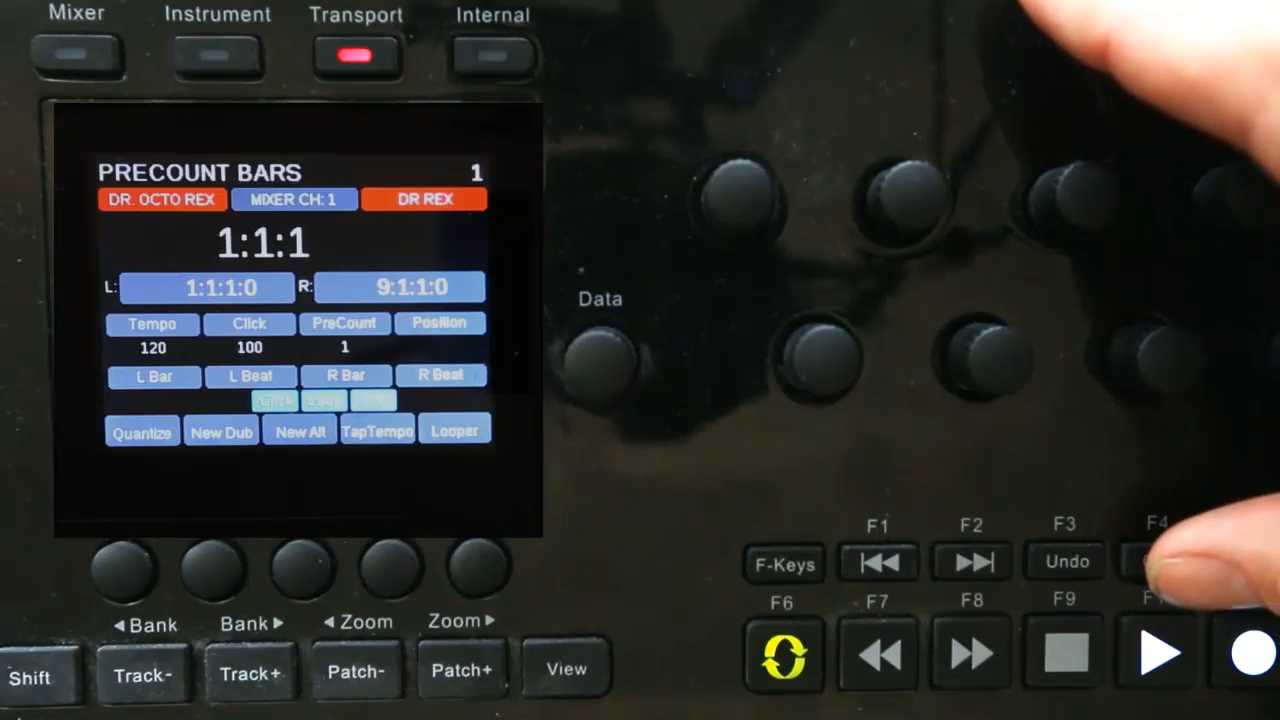 Mixer Instrument Transport Internal
PRECOUNT BARS 1
DR. OCTO REX MIXER CH: 1 DR REX
1:1:1
L: 1:1:1:0 R: 9:1:1:0
Tempo Click PreCount Position
120 100 1
L Bar L Beat R Bar R Beat
Click
Quantize New Dub New Alt TapTempo Looper
Data
F1 F2 F3 F4
F-Keys Undo
F6 F7 F8 F9
Bank Bank Zoom Zoom
Shift Track- Track+ Patch- Patch+ View